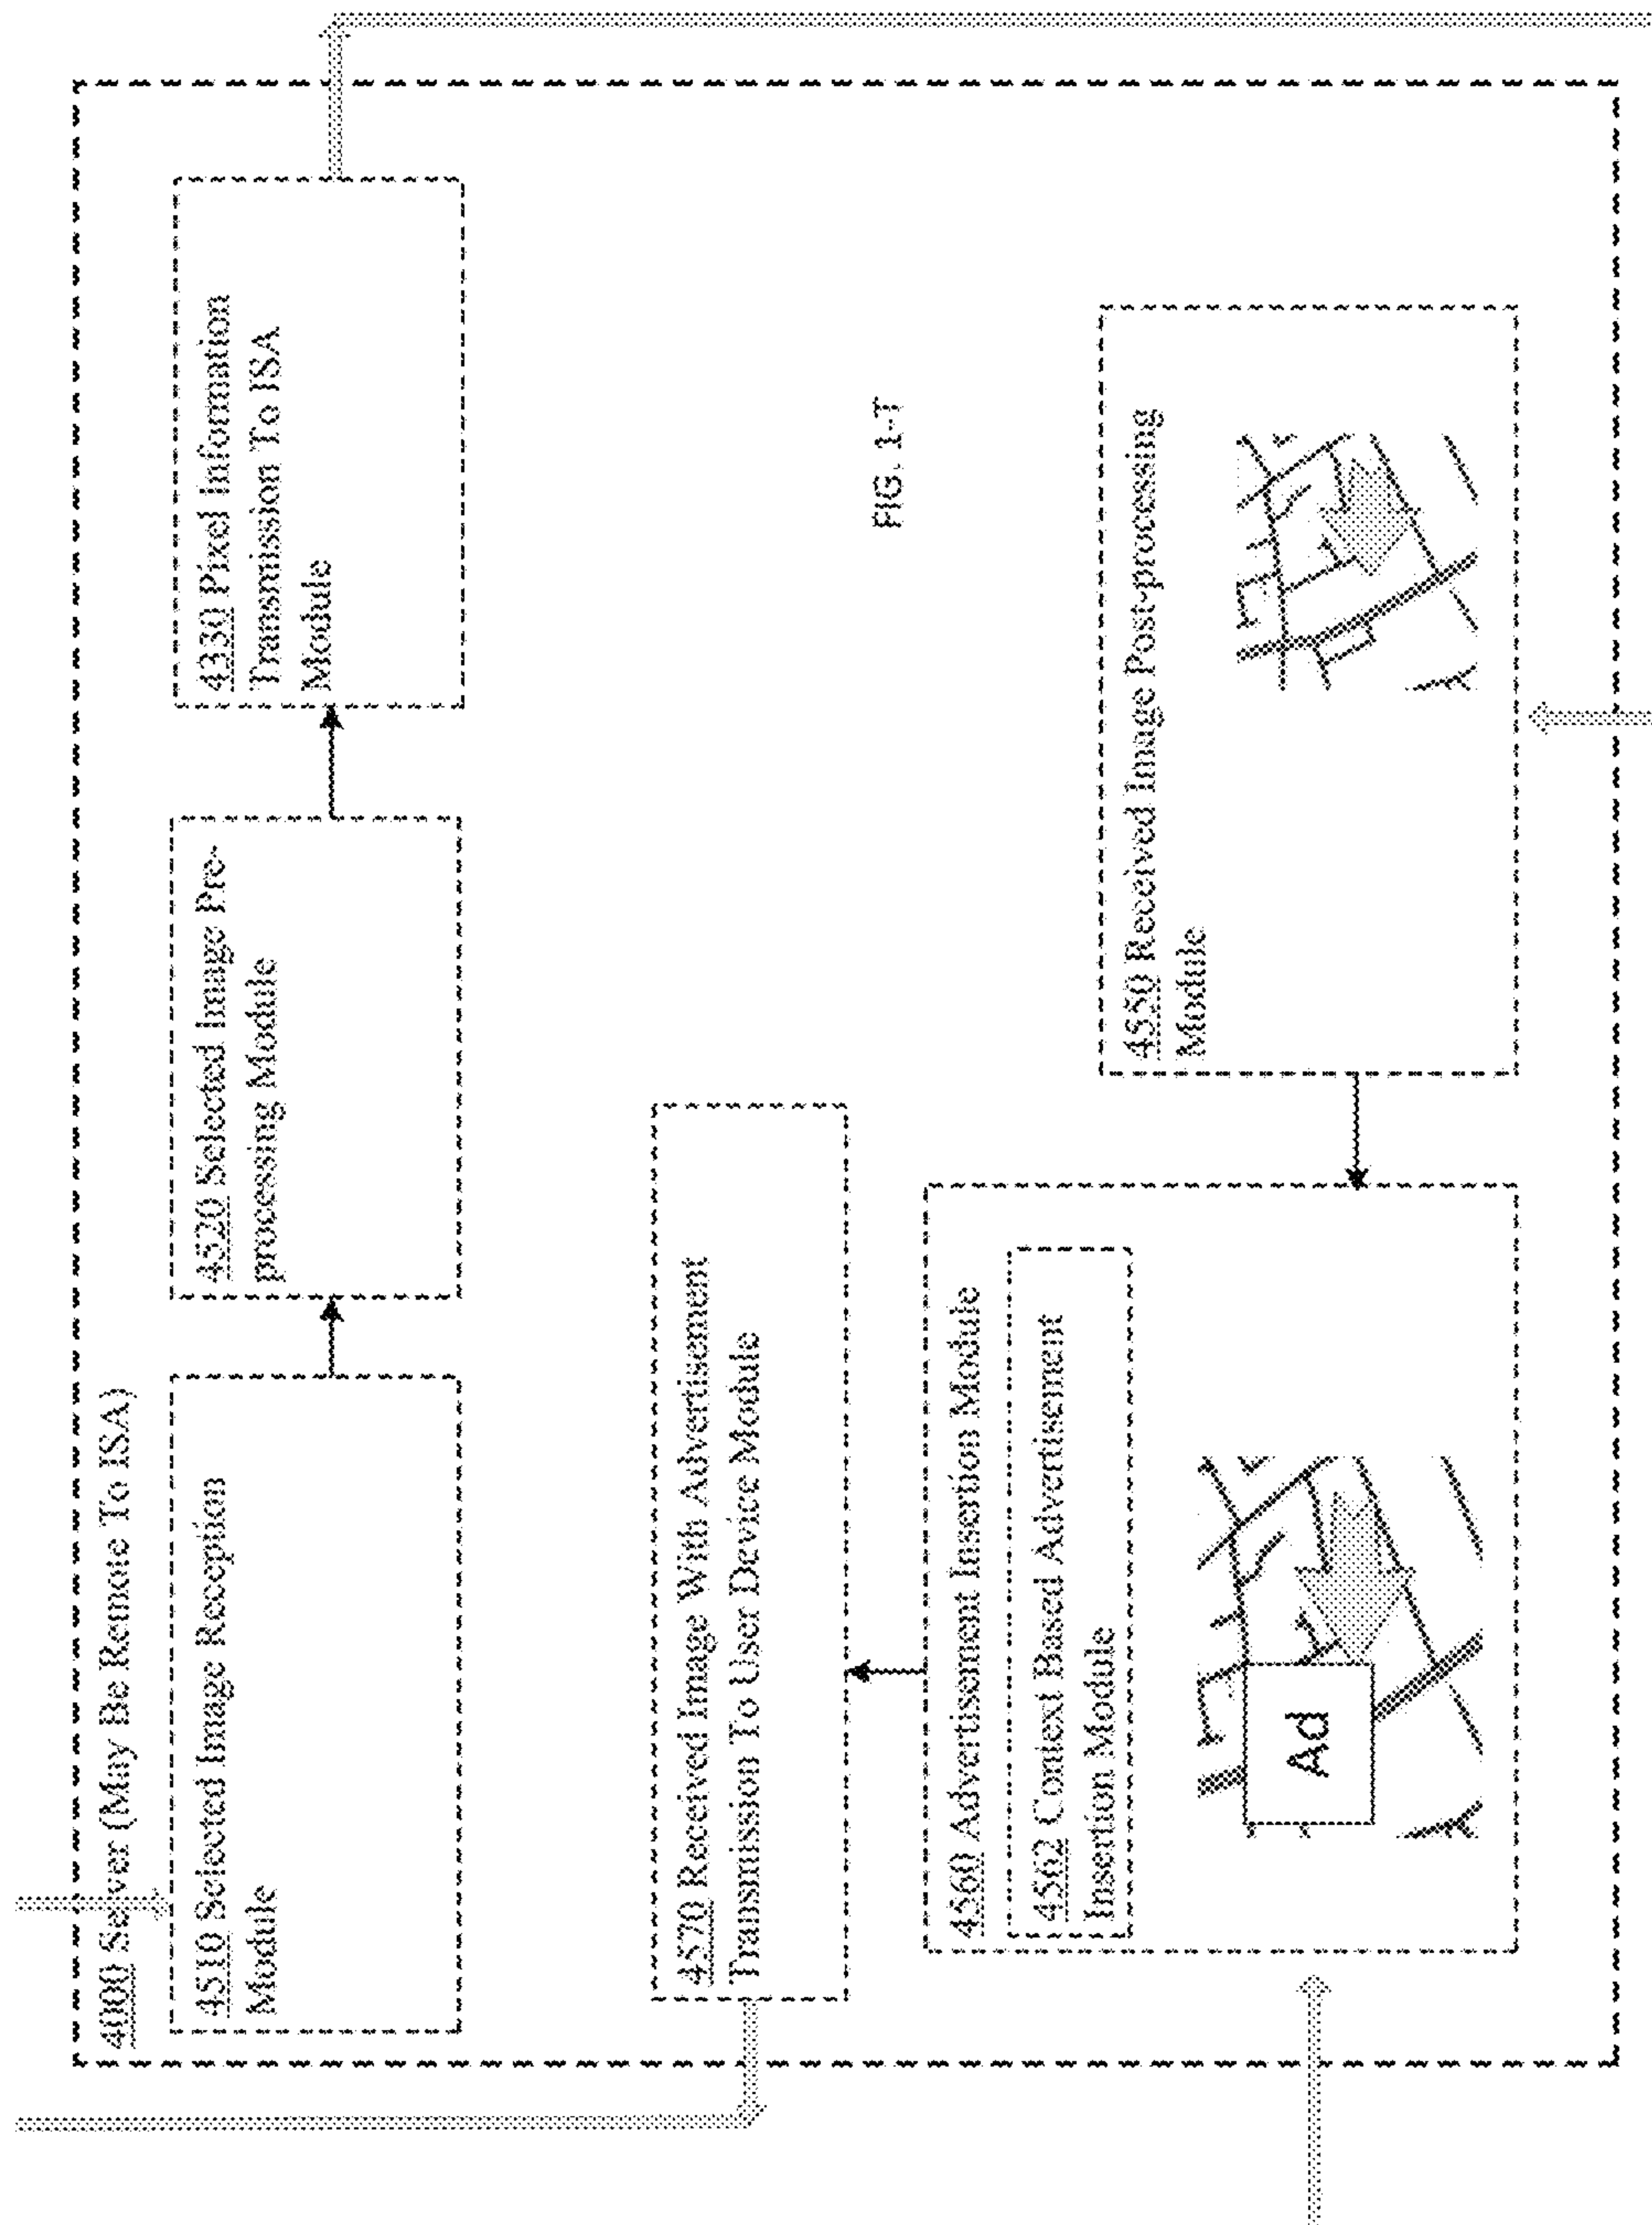 4000 Server (May Be Remote To ISA)
4510 Selected Image Reception
Module
4520 Selected Image Pre-
processing Module
4330 Pixel Information
Transmission To ISA
Module
4570 Received Image With Advertisement
Transmission To User Device Module
FIG. 1-T
4560 Advertisement Insertion Module
4562 Context Based Advertisement
Insertion Module
Ad
4550 Received Image Post-processing
Module